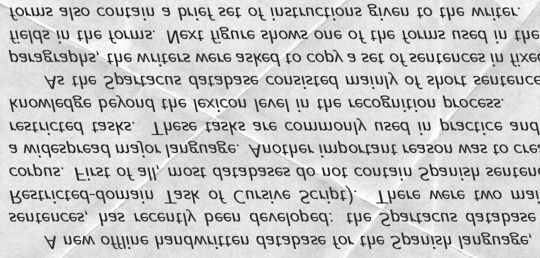 A new offline handwritten database for the Spanish language,
sentences, has recently been developed: the Spartacus database
Restricted-domain Task of Cursive Script). There were two mai
corpus. First of all, most databases do not contain Spanish senten
a widespread major language. Another important reason was to crea
restricted tasks. These tasks are commonly used in practice and
knowledge beyond the lexicon level in the recognition process.
As the Spartacus database consisted mainly of short sentence
paragraphs, the writers were asked to copy a set of sentences in fixed
fields in the forms. Next figure shows one of the forms used in the
forms also contain a brief set of instructions given to the writer.